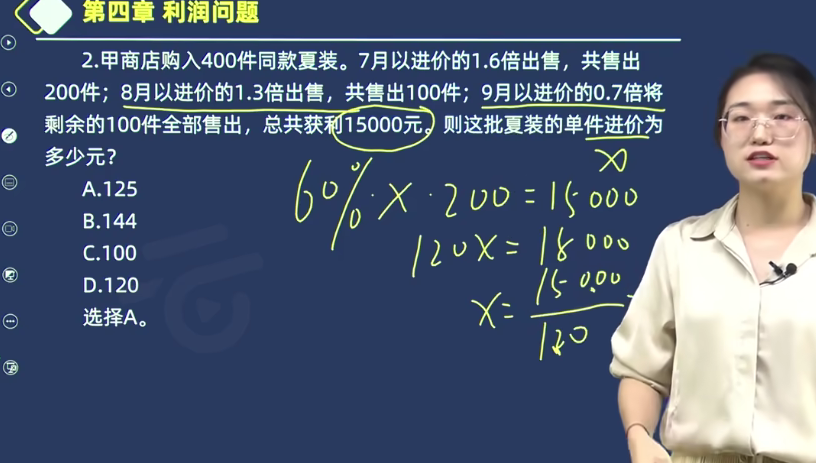 第四章 利润问题
2.甲商店购入400件同款夏装。7月以进价的1.6倍出售，共售出
200件；8月以进价的1.3倍出售，共售出100件；9月以进价的0.7倍将
剩余的100件全部售出，总共获利15000元。则这批夏装的单件进价为
多少元？
x
A.125
60%·x·200=15000
B.144
120x=18000
C.100
D.120
x=15000/120
选择A。